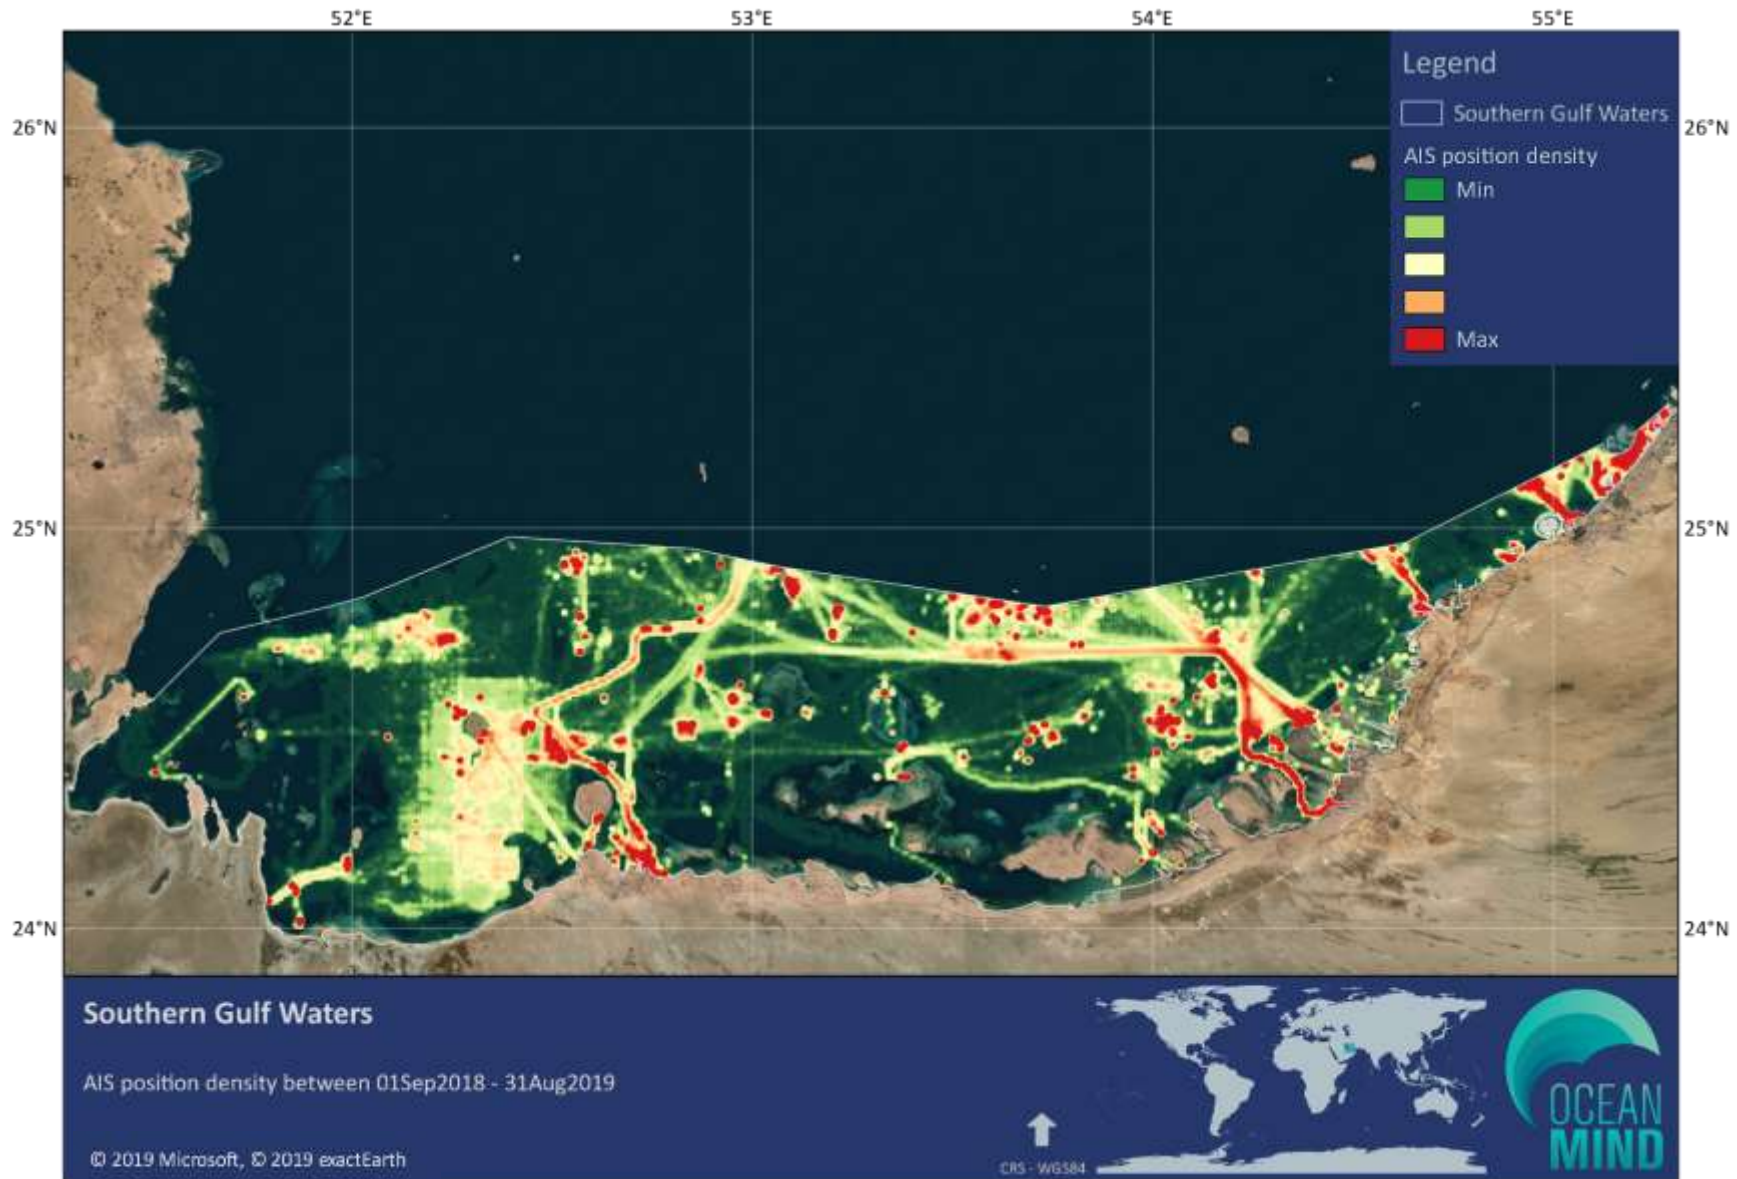 52°E 53°E 54°E 55°E
Legend
Southern Gulf Waters
AIS position density
Min
Max
26°N 26°N
25°N 25°N
24°N 24°N
Southern Gulf Waters
AIS position density between 01Sep2018 - 31Aug2019
© 2019 Microsoft, © 2019 exactEarth
CRS - WGS84
OCEAN
MIND